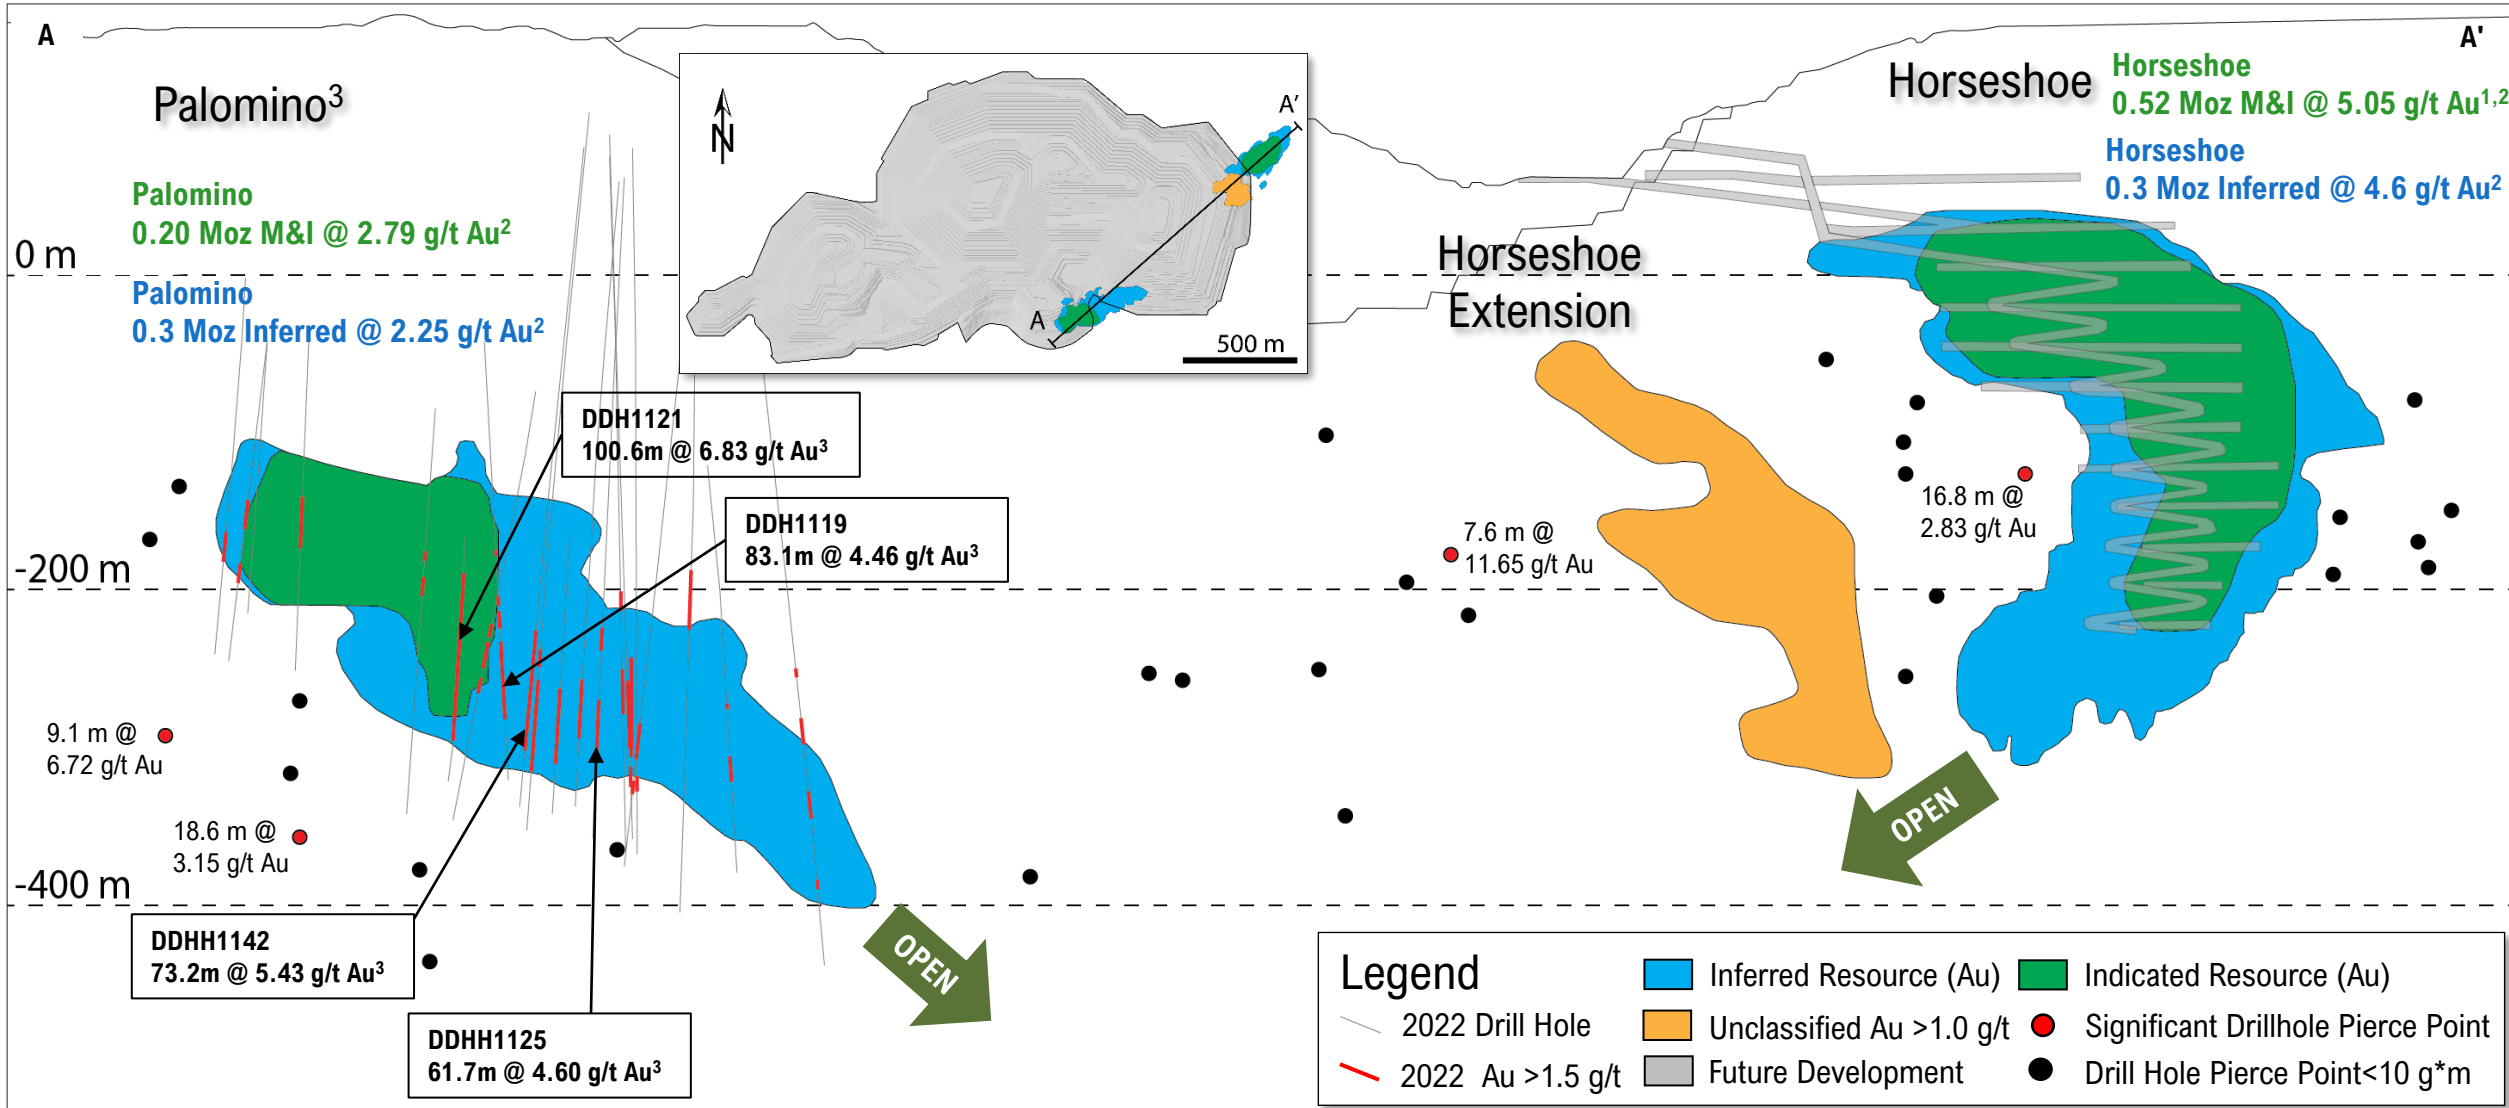 A
A'
Palomino3
Palomino
0.20 Moz M&I @ 2.79 g/t Au2
0 m
Palomino
0.3 Moz Inferred @ 2.25 g/t Au2
N
A'
A
500 m
Horseshoe
Horseshoe
0.52 Moz M&I @ 5.05 g/t Au1,2
Horseshoe
0.3 Moz Inferred @ 4.6 g/t Au2
Horseshoe
Extension
DDH1121
100.6m @ 6.83 g/t Au3
DDH1119
83.1m @ 4.46 g/t Au3
7.6 m @
11.65 g/t Au
16.8 m @
2.83 g/t Au
-200 m
9.1 m @
6.72 g/t Au
18.6 m @
3.15 g/t Au
-400 m
OPEN
OPEN
DDHH1142
73.2m @ 5.43 g/t Au3
DDHH1125
61.7m @ 4.60 g/t Au3
Legend
Inferred Resource (Au)
Indicated Resource (Au)
2022 Drill Hole
Unclassified Au >1.0 g/t
Significant Drillhole Pierce Point
2022 Au >1.5 g/t
Future Development
Drill Hole Pierce Point<10 g*m